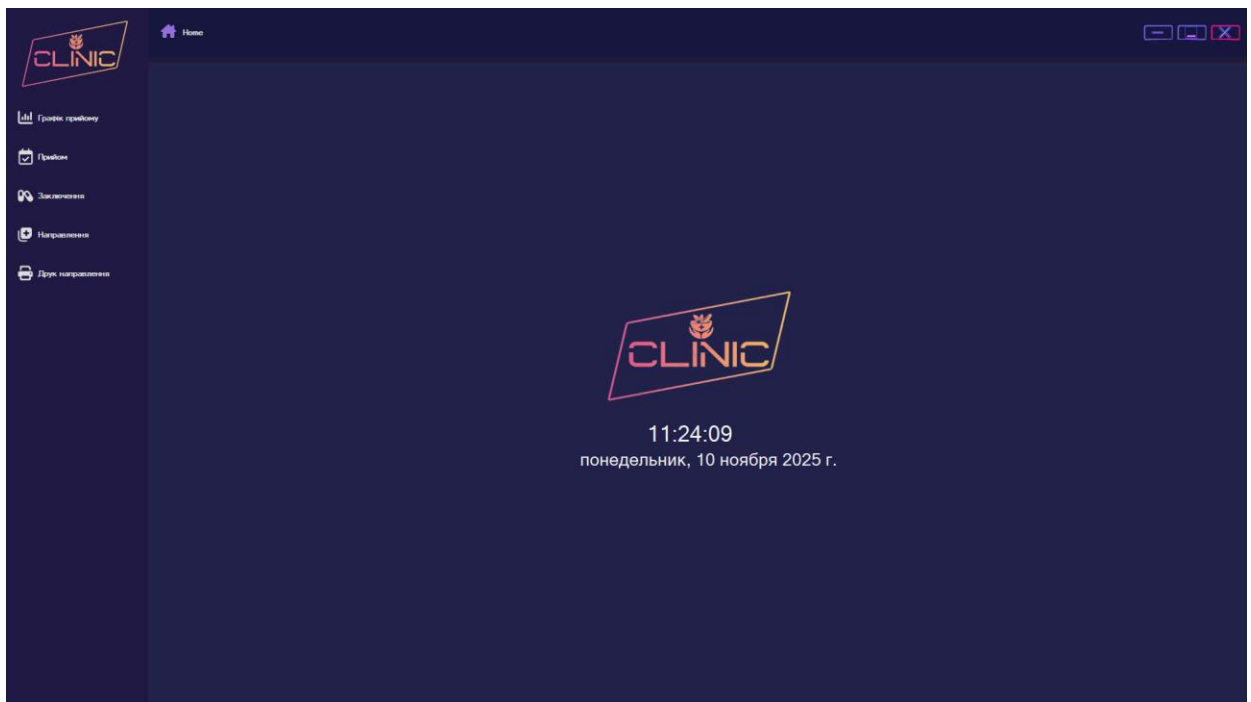 CLINIC
Home
Графік прийому
Прийом
Заключення
Направлення
Друк направлення
CLINIC
11:24:09
понедельник, 10 ноября 2025 г.